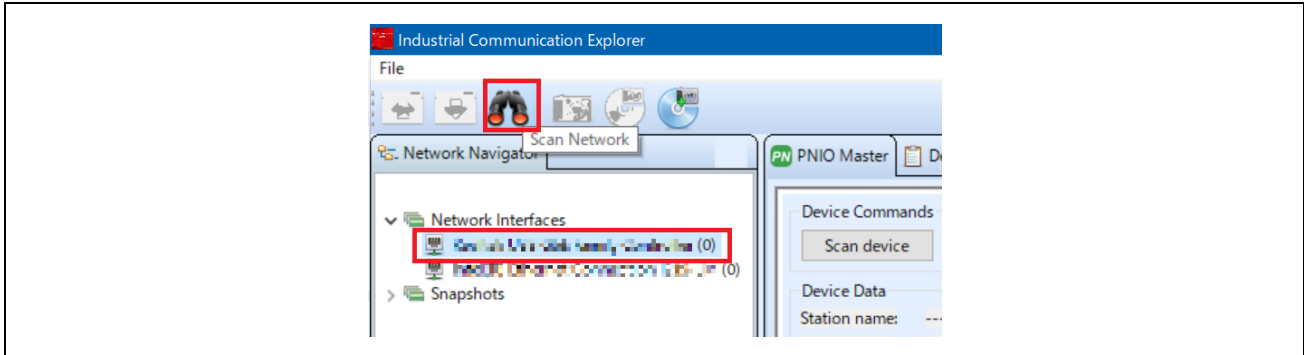 Industrial Communication Explorer
File
Scan Network
Network Navigator
PNIO Master
Network Interfaces
(0)
(0)
Snapshots
Device Commands
Scan device
Device Data
Station name: ---